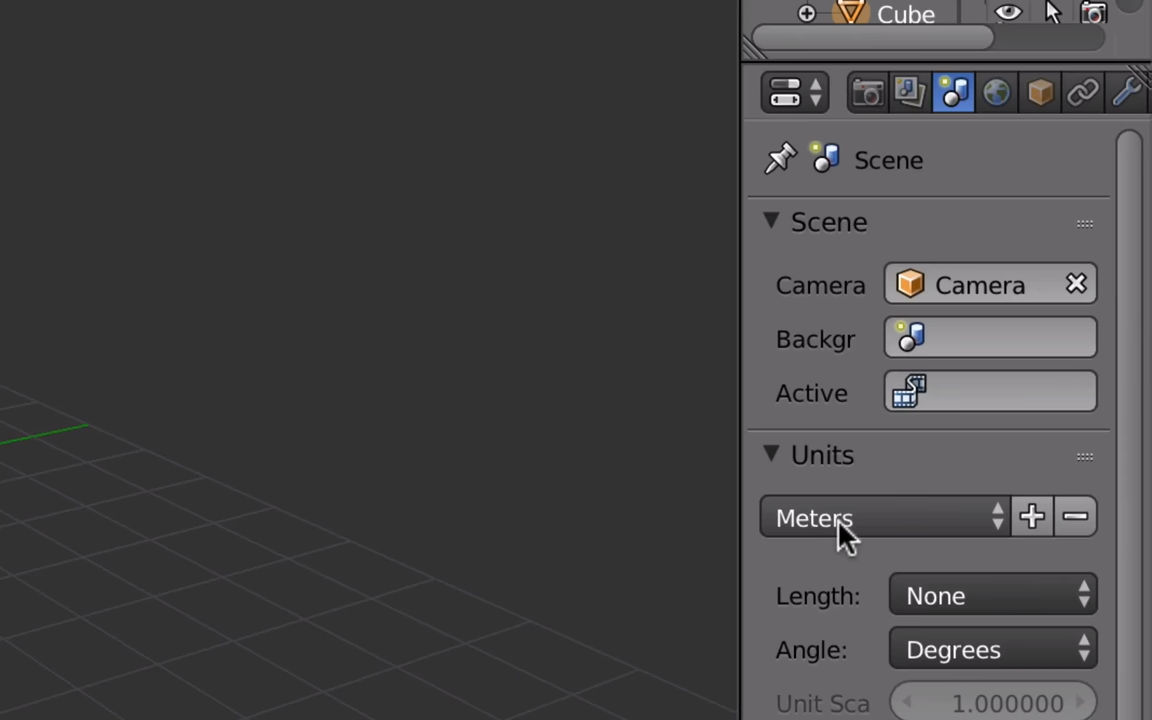 Cube
Scene
Scene
Camera Camera
Backgr
Active
Units
Meters
Length: None
Angle: Degrees
Unit Sca 1.000000